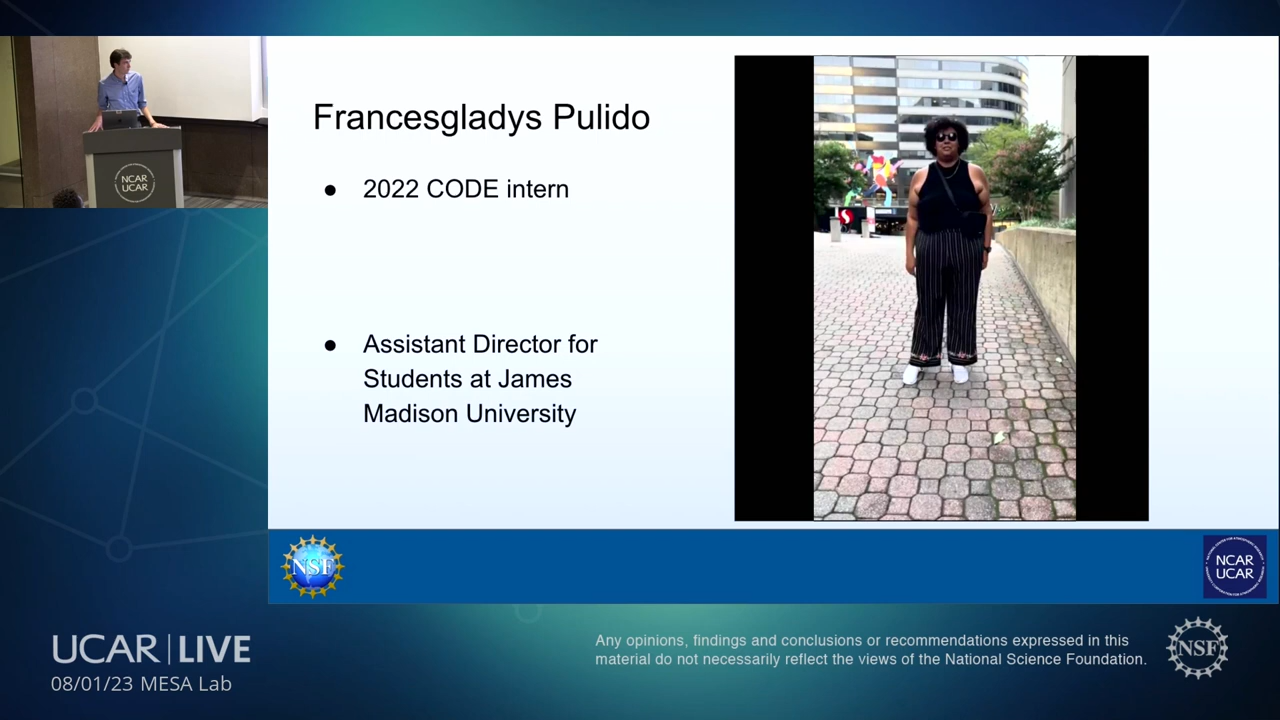 NCAR
UCAR
Francesgladys Pulido
● 2022 CODE intern
● Assistant Director for
Students at James
Madison University
NSF
NCAR
UCAR
UCAR | LIVE
08/01/23 MESA Lab
Any opinions, findings and conclusions or recommendations expressed in this
material do not necessarily reflect the views of the National Science Foundation.
NSF